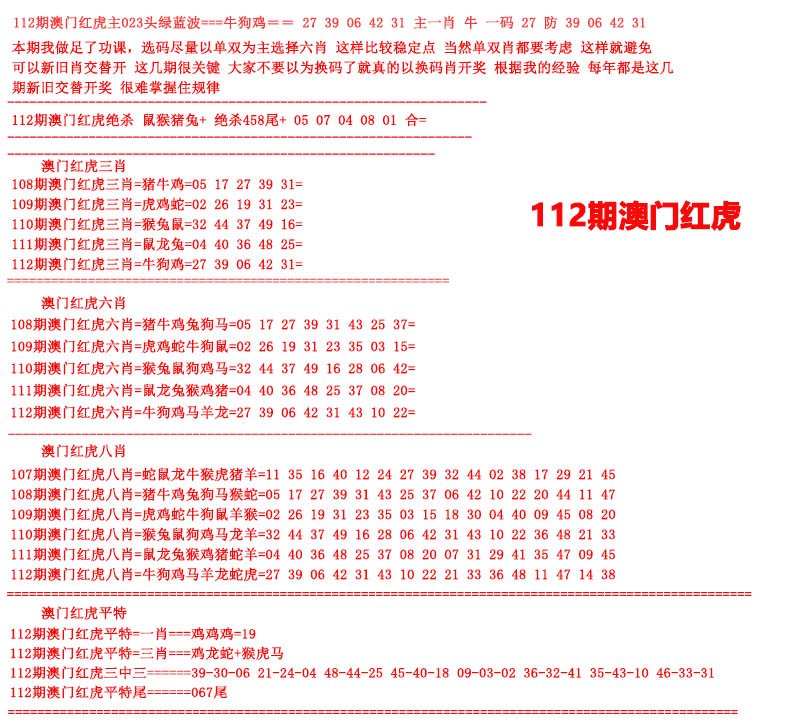 112期澳门红虎主023头绿蓝波===牛狗鸡== 27 39 06 42 31 主一肖 牛 一码 27 防 39 06 42 31
本期我做足了功课，选码尽量以单双为主选择六肖 这样比较稳定点 当然单双肖都要考虑 这样就避免
可以新旧肖交替开 这几期很关键 大家不要以为换码了就真的以换码肖开奖 根据我的经验 每年都是这几
期新旧交替开奖 很难掌握住规律
112期澳门红虎绝杀 鼠猴猪兔+ 绝杀458尾+ 05 07 04 08 01 合=
澳门红虎三肖
108期澳门红虎三肖=猪牛鸡=05 17 27 39 31=
109期澳门红虎三肖=虎鸡蛇=02 26 19 31 23=
110期澳门红虎三肖=猴兔鼠=32 44 37 49 16=
111期澳门红虎三肖=鼠龙兔=04 40 36 48 25=
112期澳门红虎三肖=牛狗鸡=27 39 06 42 31=
112期澳门红虎
澳门红虎六肖
108期澳门红虎六肖=猪牛鸡兔狗马=05 17 27 39 31 43 25 37=
109期澳门红虎六肖=虎鸡蛇牛狗鼠=02 26 19 31 23 35 03 15=
110期澳门红虎六肖=猴兔鼠狗鸡马=32 44 37 49 16 28 06 42=
111期澳门红虎六肖=鼠龙兔猴鸡猪=04 40 36 48 25 37 08 20=
112期澳门红虎六肖=牛狗鸡马羊龙=27 39 06 42 31 43 10 22=
澳门红虎八肖
107期澳门红虎八肖=蛇鼠龙牛猴虎猪羊=11 35 16 40 12 24 27 39 32 44 02 38 17 29 21 45
108期澳门红虎八肖=猪牛鸡兔狗马猴蛇=05 17 27 39 31 43 25 37 06 42 10 22 20 44 11 47
109期澳门红虎八肖=虎鸡蛇牛狗鼠羊猴=02 26 19 31 23 35 03 15 18 30 04 40 09 45 08 20
110期澳门红虎八肖=猴兔鼠狗鸡马龙羊=32 44 37 49 16 28 06 42 31 43 10 22 36 48 21 33
111期澳门红虎八肖=鼠龙兔猴鸡猪蛇羊=04 40 36 48 25 37 08 20 07 31 29 41 35 47 09 45
112期澳门红虎八肖=牛狗鸡马羊龙蛇虎=27 39 06 42 31 43 10 22 21 33 36 48 11 47 14 38
澳门红虎平特
112期澳门红虎平特=一肖===鸡鸡鸡=19
112期澳门红虎平特=三肖===鸡龙蛇+猴虎马
112期澳门红虎三中三======39-30-06 21-24-04 48-44-25 45-40-18 09-03-02 36-32-41 35-43-10 46-33-31
112期澳门红虎平特尾======067尾